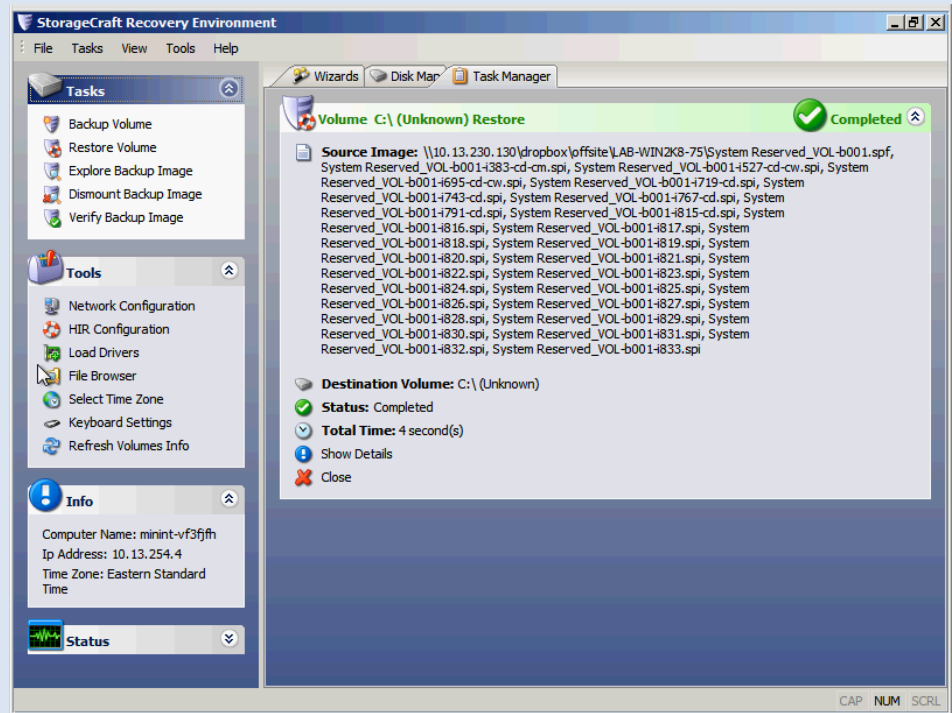 StorageCraft Recovery Environment
File Tasks View Tools Help
Tasks
Backup Volume
Restore Volume
Explore Backup Image
Dismount Backup Image
Verify Backup Image
Tools
Network Configuration
HIR Configuration
Load Drivers
File Browser
Select Time Zone
Keyboard Settings
Refresh Volumes Info
Info
Computer Name: minint-vf3fjfh
Ip Address: 10.13.254.4
Time Zone: Eastern Standard
Time
Status
Wizards Disk Map Task Manager
Volume C:\ (Unknown) Restore Completed
Source Image: \\10.13.230.130\dropbox\offsite\LAB-WIN2K8-75\System Reserved_VOL-b001.spf,
System Reserved_VOL-b001-i383-cd-cm.spi, System Reserved_VOL-b001-i527-cd-cw.spi, System
Reserved_VOL-b001-i695-cd-cw.spi, System Reserved_VOL-b001-i719-cd.spi, System
Reserved_VOL-b001-i743-cd.spi, System Reserved_VOL-b001-i767-cd.spi, System
Reserved_VOL-b001-i791-cd.spi, System Reserved_VOL-b001-i815-cd.spi, System
Reserved_VOL-b001-i816.spi, System Reserved_VOL-b001-i817.spi, System
Reserved_VOL-b001-i818.spi, System Reserved_VOL-b001-i819.spi, System
Reserved_VOL-b001-i820.spi, System Reserved_VOL-b001-i821.spi, System
Reserved_VOL-b001-i822.spi, System Reserved_VOL-b001-i823.spi, System
Reserved_VOL-b001-i824.spi, System Reserved_VOL-b001-i825.spi, System
Reserved_VOL-b001-i826.spi, System Reserved_VOL-b001-i827.spi, System
Reserved_VOL-b001-i828.spi, System Reserved_VOL-b001-i829.spi, System
Reserved_VOL-b001-i830.spi, System Reserved_VOL-b001-i831.spi, System
Reserved_VOL-b001-i832.spi, System Reserved_VOL-b001-i833.spi
Destination Volume: C:\ (Unknown)
Status: Completed
Total Time: 4 second(s)
Show Details
Close
CAP NUM SCRL